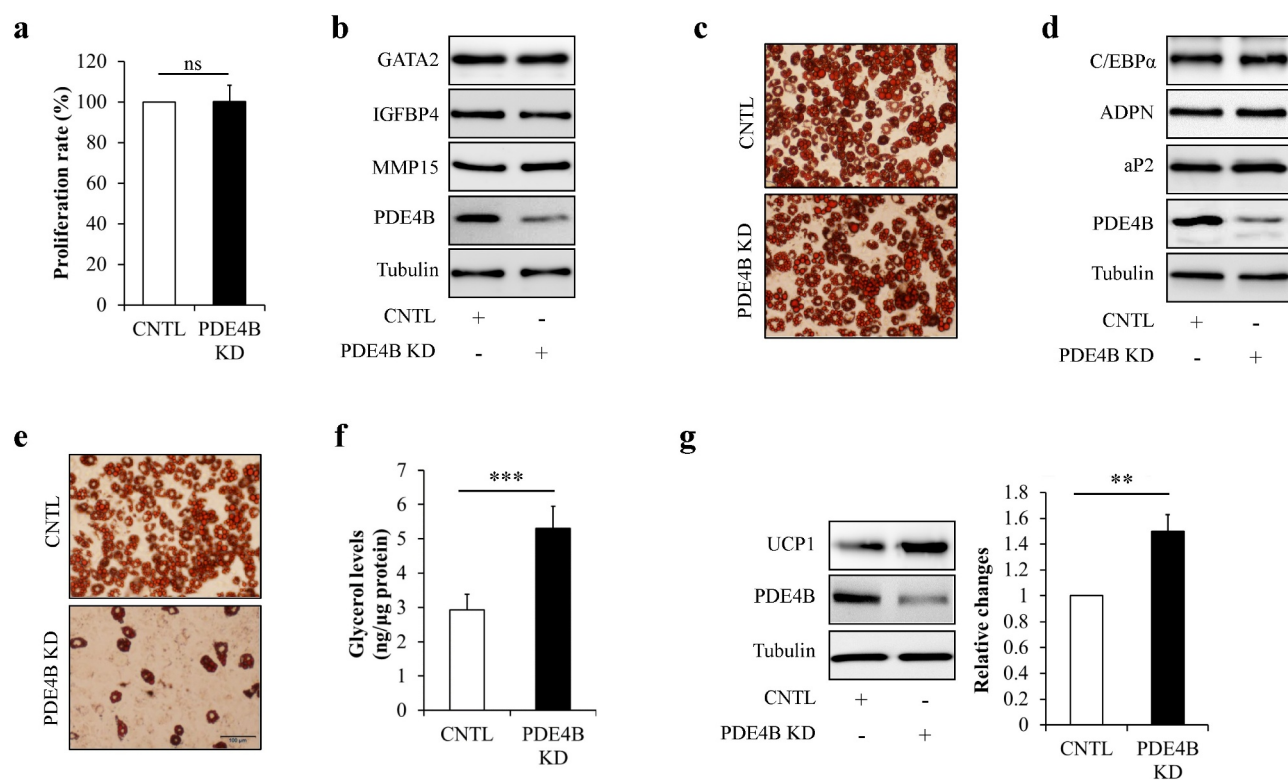 a
Proliferation rate (%)
120
100
80
60
40
20
0
ns
CNTL
PDE4B
KD
b
GATA2
IGFBP4
MMP15
PDE4B
Tubulin
CNTL + -
PDE4B KD - +
c
CNTL
PDE4B KD
d
C/EBPα
ADPN
aP2
PDE4B
Tubulin
CNTL + -
PDE4B KD - +
e
CNTL
PDE4B KD
100 μm
f
Glycerol levels
(ng/μg protein)
7
6
5
4
3
2
1
0
***
CNTL
PDE4B
KD
g
UCP1
PDE4B
Tubulin
CNTL + -
PDE4B KD - +
Relative changes
1.8
1.6
1.4
1.2
1
0.8
0.6
0.4
0.2
0
**
CNTL
PDE4B
KD